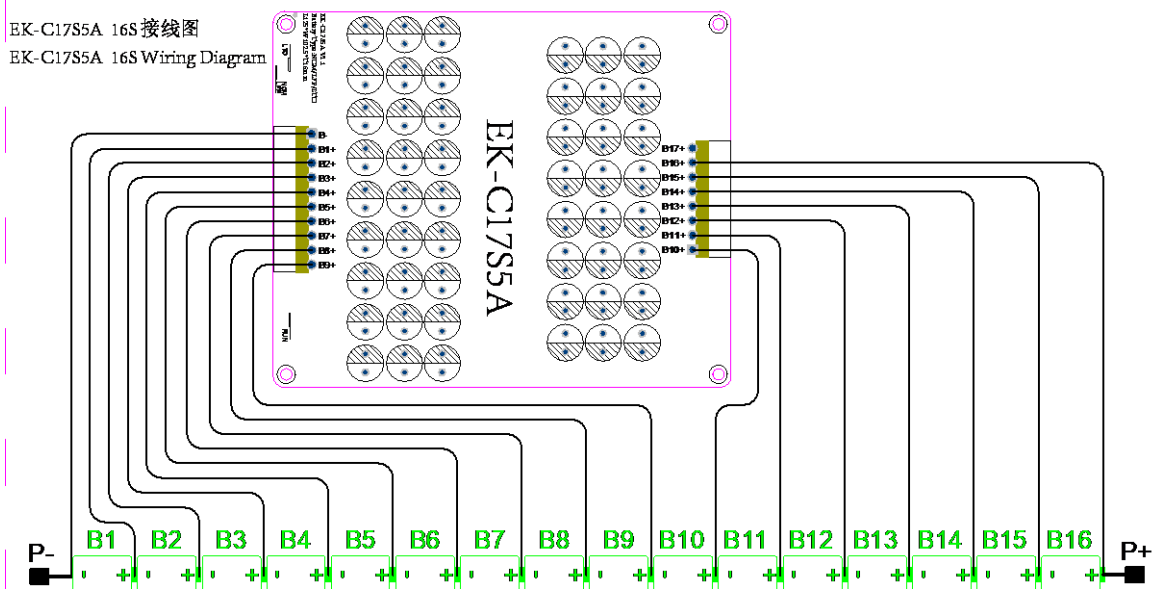 EK-C17S5A 16S接线图
EK-C17S5A 16S Wiring Diagram
EK-C17S5A
RUN
B-
B1+
B2+
B3+
B4+
B5+
B6+
B7+
B8+
B9+
B17+
B16+
B15+
B14+
B13+
B12+
B11+
B10+
B1 B2 B3 B4 B5 B6 B7 B8 B9 B10 B11 B12 B13 B14 B15 B16
P- - + - + - + - + - + - + - + - + - + - + - + - + - + - + - + - + P+